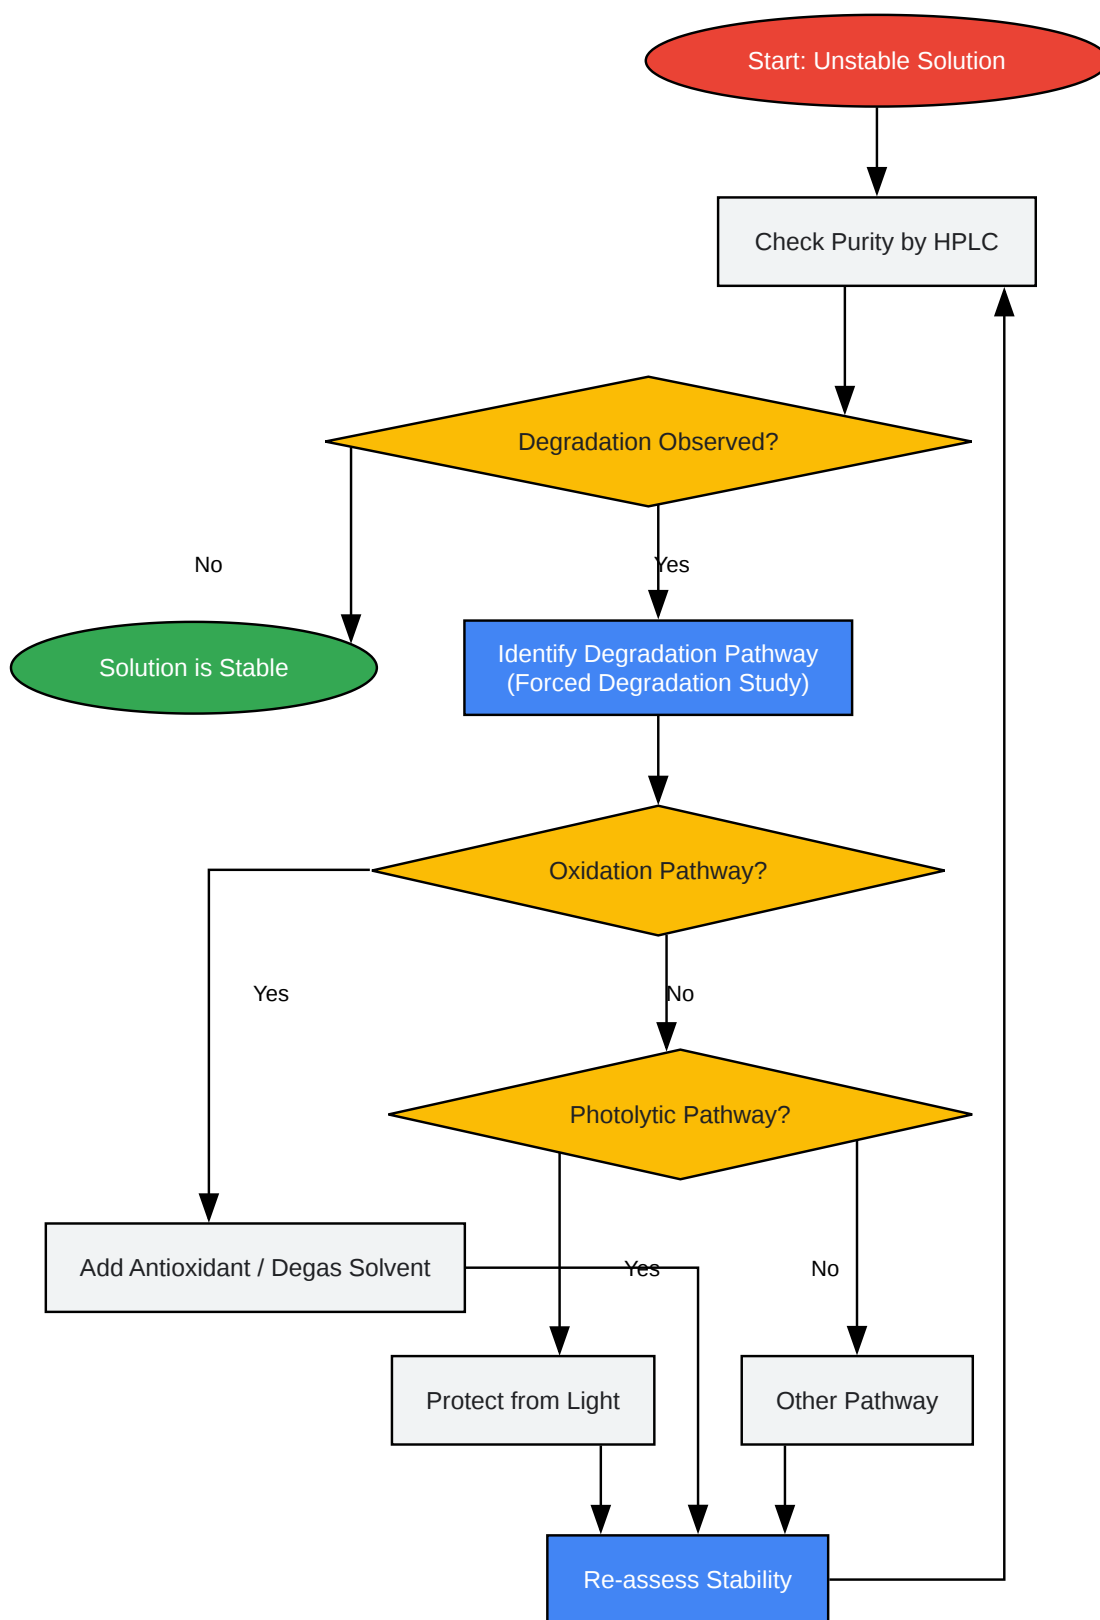 Start: Unstable Solution
Check Purity by HPLC
Degradation Observed?
No
Yes
Solution is Stable
Identify Degradation Pathway
(Forced Degradation Study)
Oxidation Pathway?
Yes
No
Photolytic Pathway?
Add Antioxidant / Degas Solvent
Yes
No
Protect from Light
Other Pathway
Re-assess Stability